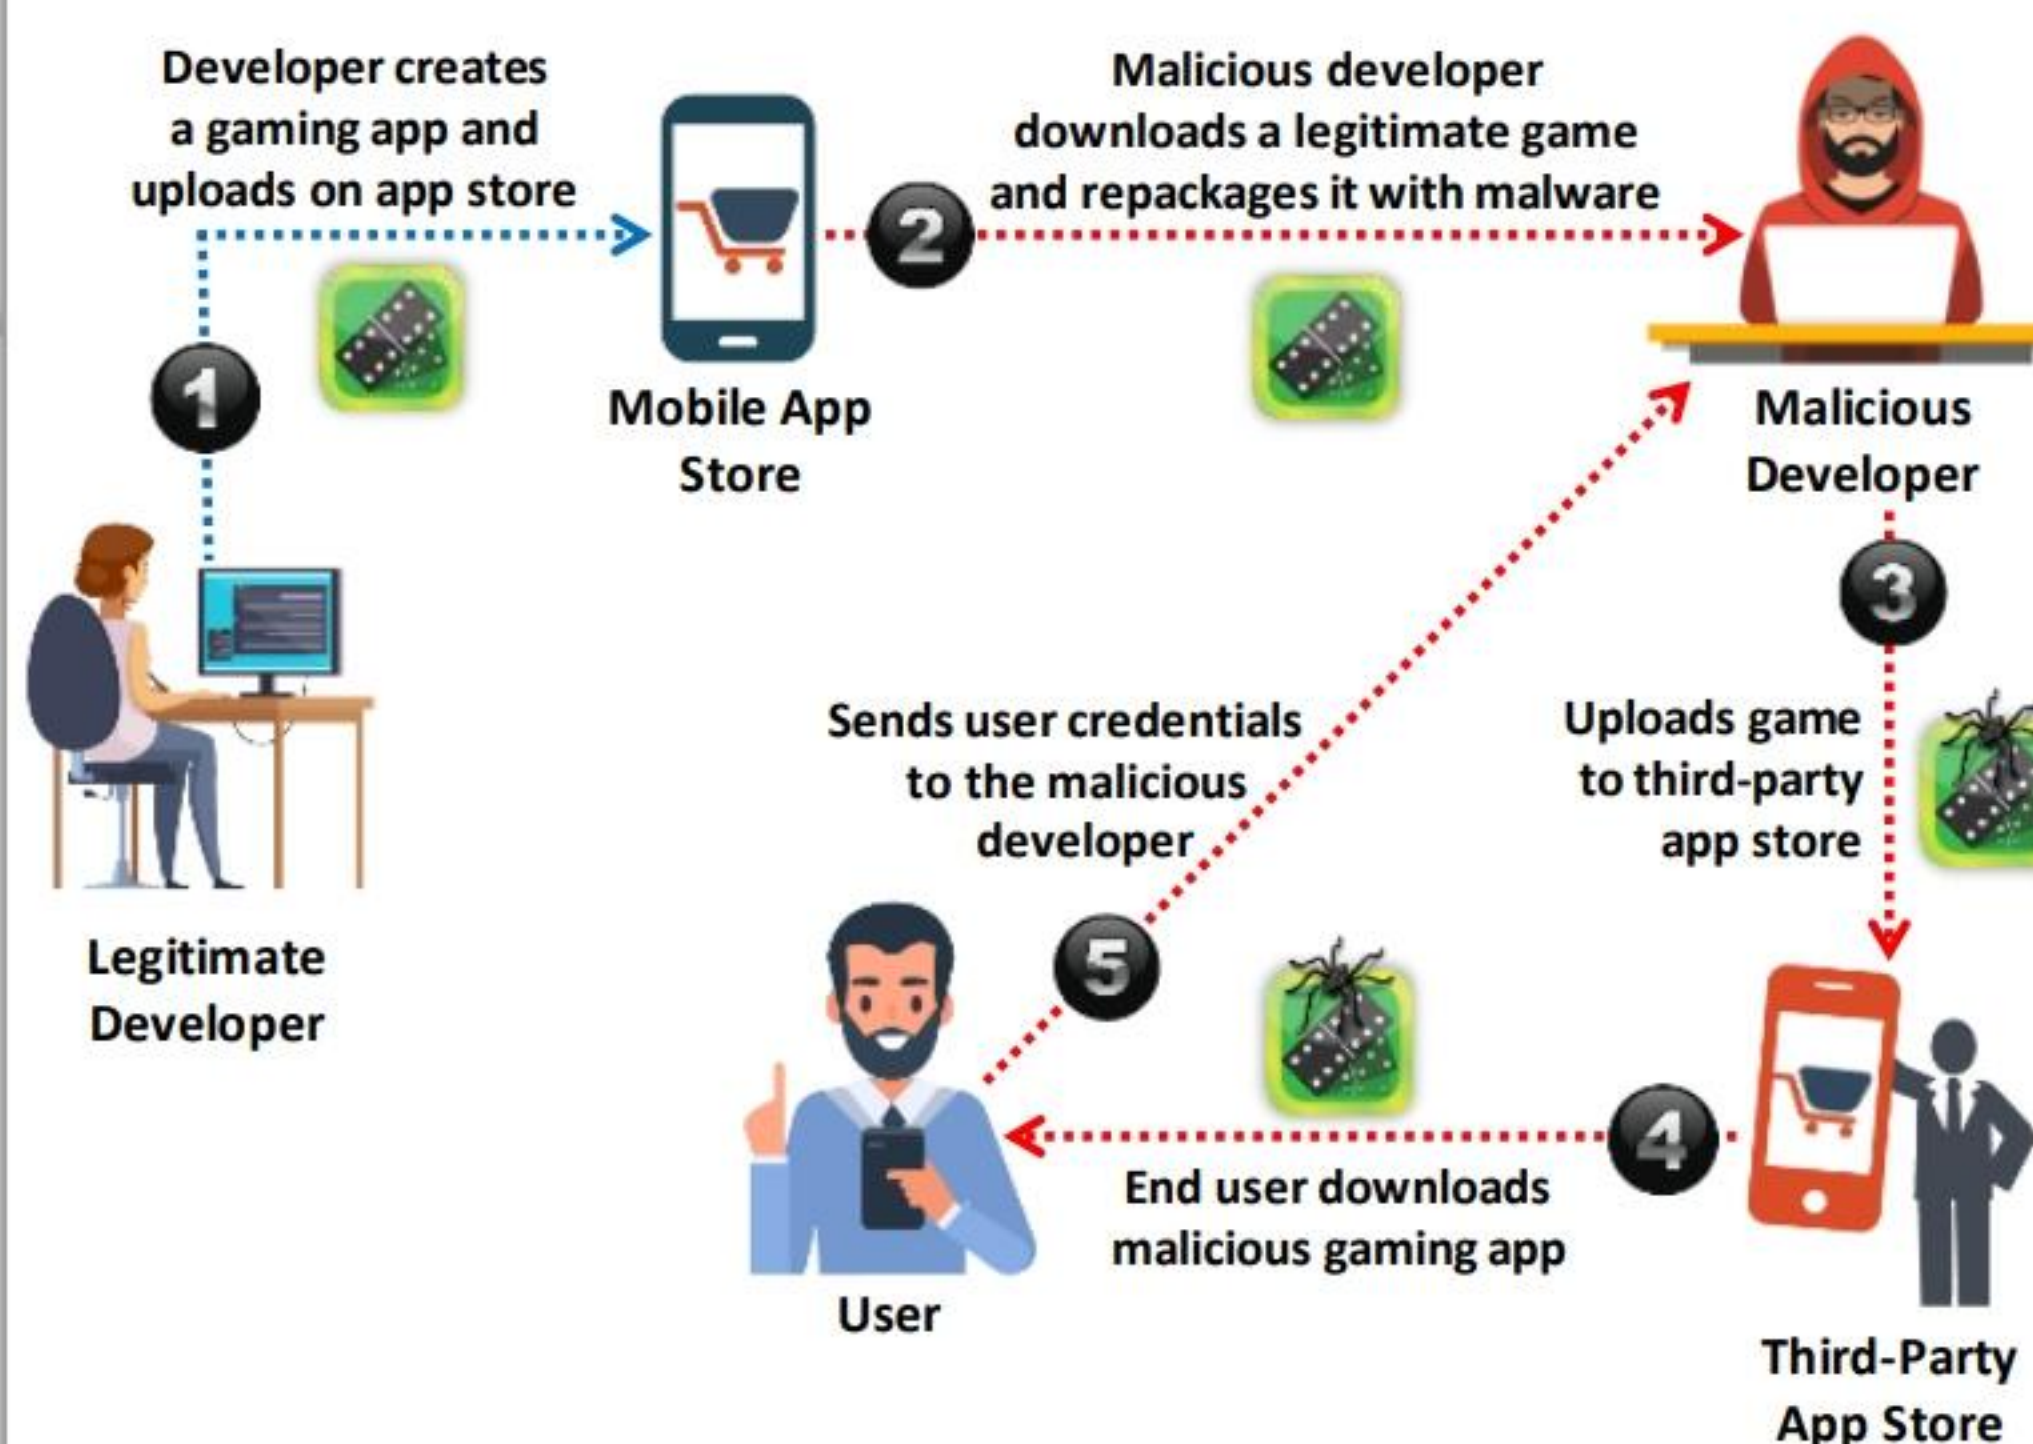 Developer creates
a gaming app and
uploads on app store
Malicious developer
downloads a legitimate game
and repackages it with malware
2
1
Mobile App
Store
Malicious
Developer
3
Sends user credentials
to the malicious
developer
Uploads game
to third-party
app store
Legitimate
Developer
5
4
End user downloads
malicious gaming app
User
Third-Party
App Store